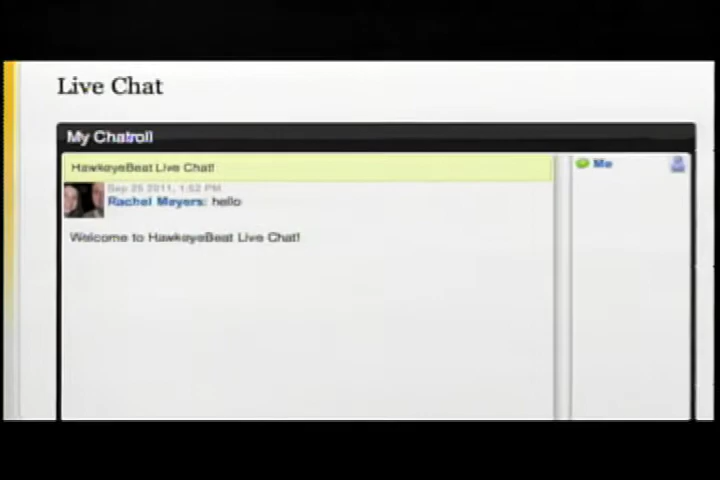 Live Chat
My Chatroll
HawkeyeBeat Live Chat!
Me
Sep 25 2011, 1:52 PM
Rachel Meyers: hello
Welcome to HawkeyeBeat Live Chat!